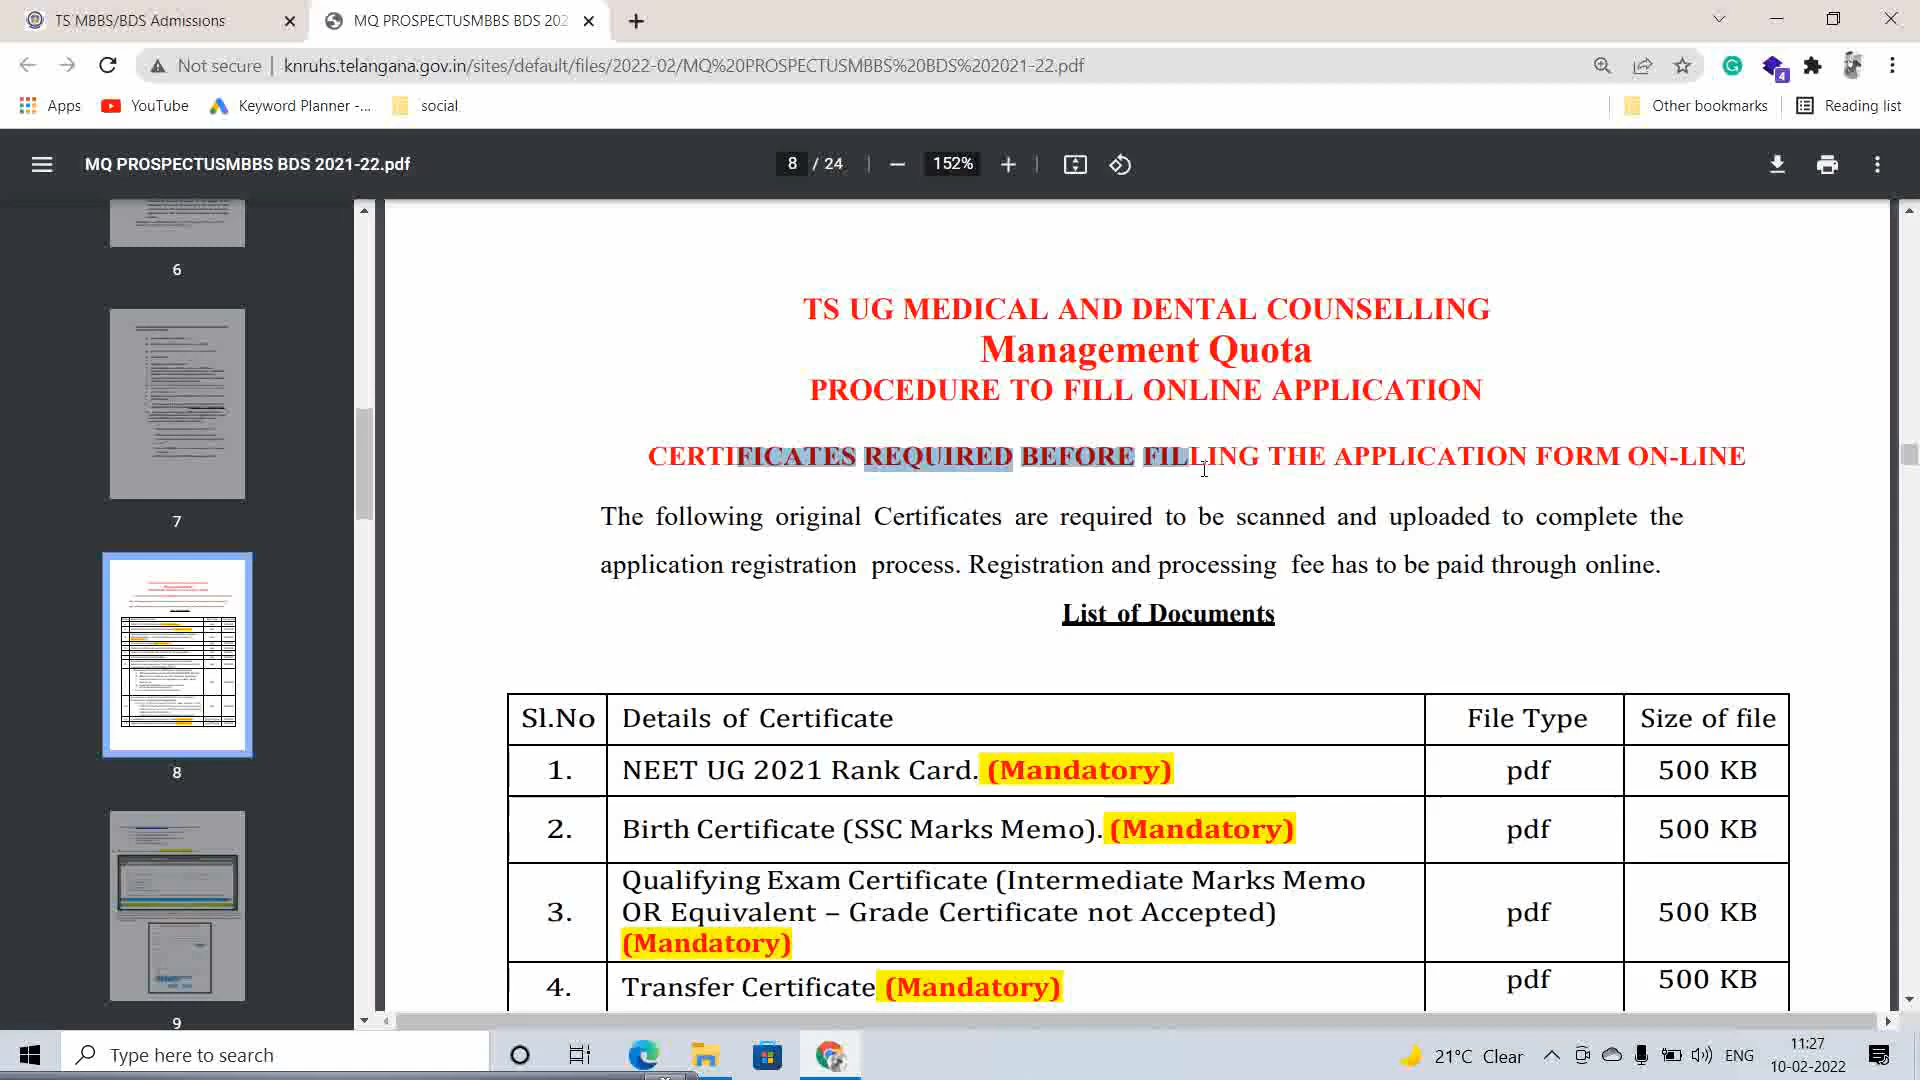 TS MBBS/BDS Admissions
MQ PROSPECTUSMBBS BDS 202
Not secure
knruhs.telangana.gov.in/sites/default/files/2022-02/MQ%20PROSPECTUSMBBS%20BDS%202021-22.pdf
4
Apps
YouTube
Keyword Planner -...
social
Other bookmarks
Reading list
MQ PROSPECTUSMBBS BDS 2021-22.pdf
8 / 24
152%
6
7
8
9
TS UG MEDICAL AND DENTAL COUNSELLING
Management Quota
PROCEDURE TO FILL ONLINE APPLICATION
CERTIFICATES REQUIRED BEFORE FILLING THE APPLICATION FORM ON-LINE
The following original Certificates are required to be scanned and uploaded to complete the
application registration process. Registration and processing fee has to be paid through online.
List of Documents
Sl.No Details of Certificate File Type Size of file
1. NEET UG 2021 Rank Card. (Mandatory) pdf 500 KB
2. Birth Certificate (SSC Marks Memo). (Mandatory) pdf 500 KB
Qualifying Exam Certificate (Intermediate Marks Memo
3. OR Equivalent – Grade Certificate not Accepted) pdf 500 KB
(Mandatory)
4. Transfer Certificate (Mandatory) pdf 500 KB
Type here to search
21°C Clear
ENG
11:27
10-02-2022